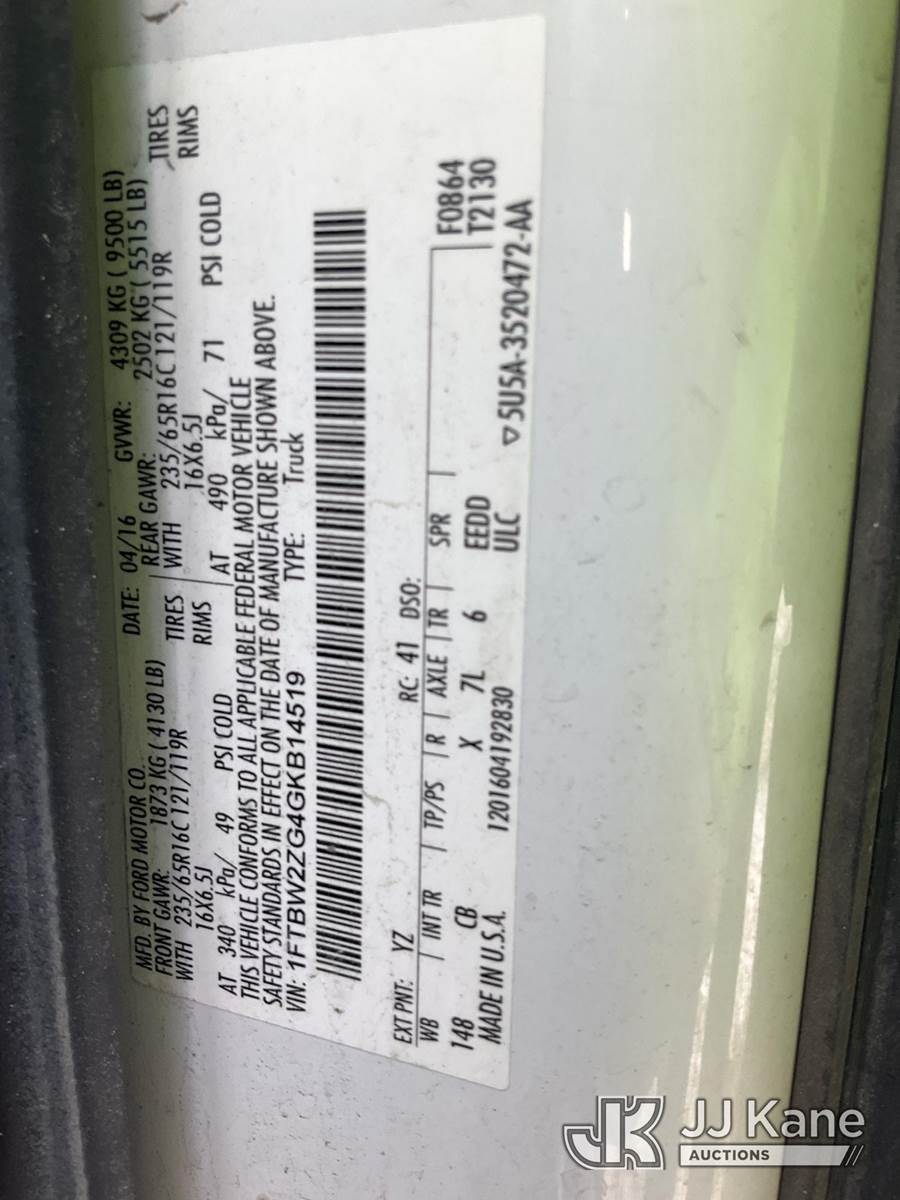 MFD. BY FORD MOTOR CO.
DATE: 04/16 GVWR: 4309 KG ( 9500 LB)
FRONT GAWR: 1873 KG ( 4130 LB) REAR GAWR: 2502 KG ( 5515 LB)
WITH 235/65R16C 121/119R TIRES WITH 235/65R16C 121/119R TIRES
16X6.5J RIMS 16X6.5J RIMS
AT 340 kPa/ 49 PSI COLD AT 490 kPa/ 71 PSI COLD
THIS VEHICLE CONFORMS TO ALL APPLICABLE FEDERAL MOTOR VEHICLE
SAFETY STANDARDS IN EFFECT ON THE DATE OF MANUFACTURE SHOWN ABOVE.
VIN: 1FTBW2ZG4GKB14519 TYPE: Truck
EXT PNT: YZ RC: 41 DSO:
WB INT TR TP/PS R AXLE TR SPR F0864
148 CB X 7L 6 EEDD T2130
MADE IN U.S.A. 1201604192830 ULC ▽5U5A-3520472-AA
JK JJ Kane
AUCTIONS